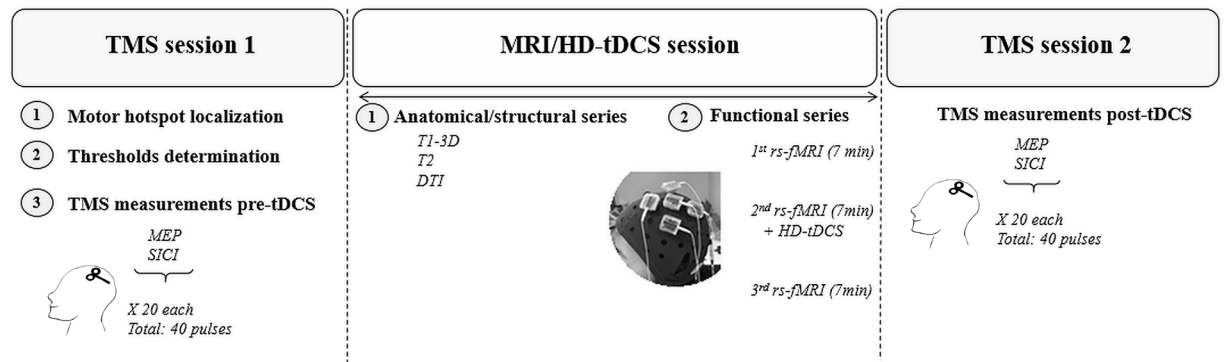 TMS session 1
MRI/HD-tDCS session
TMS session 2
1 Motor hotspot localization
2 Thresholds determination
3 TMS measurements pre-tDCS
MEP
SICI
X 20 each
Total: 40 pulses
1 Anatomical/structural series
T1-3D
T2
DTI
2 Functional series
1st rs-fMRI (7 min)
2nd rs-fMRI (7min)
+ HD-tDCS
3rd rs-fMRI (7min)
TMS measurements post-tDCS
MEP
SICI
X 20 each
Total: 40 pulses